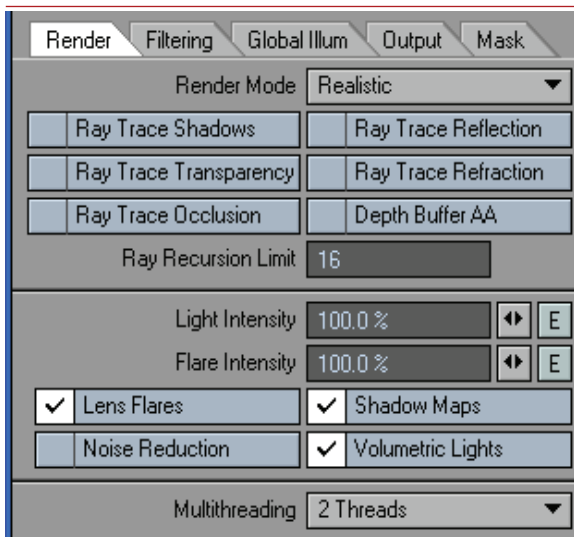 Render Filtering Global Illum Output Mask
Render Mode Realistic
Ray Trace Shadows Ray Trace Reflection
Ray Trace Transparency Ray Trace Refraction
Ray Trace Occlusion Depth Buffer AA
Ray Recursion Limit 16
Light Intensity 100.0 % E
Flare Intensity 100.0 % E
Lens Flares Shadow Maps
Noise Reduction Volumetric Lights
Multithreading 2 Threads